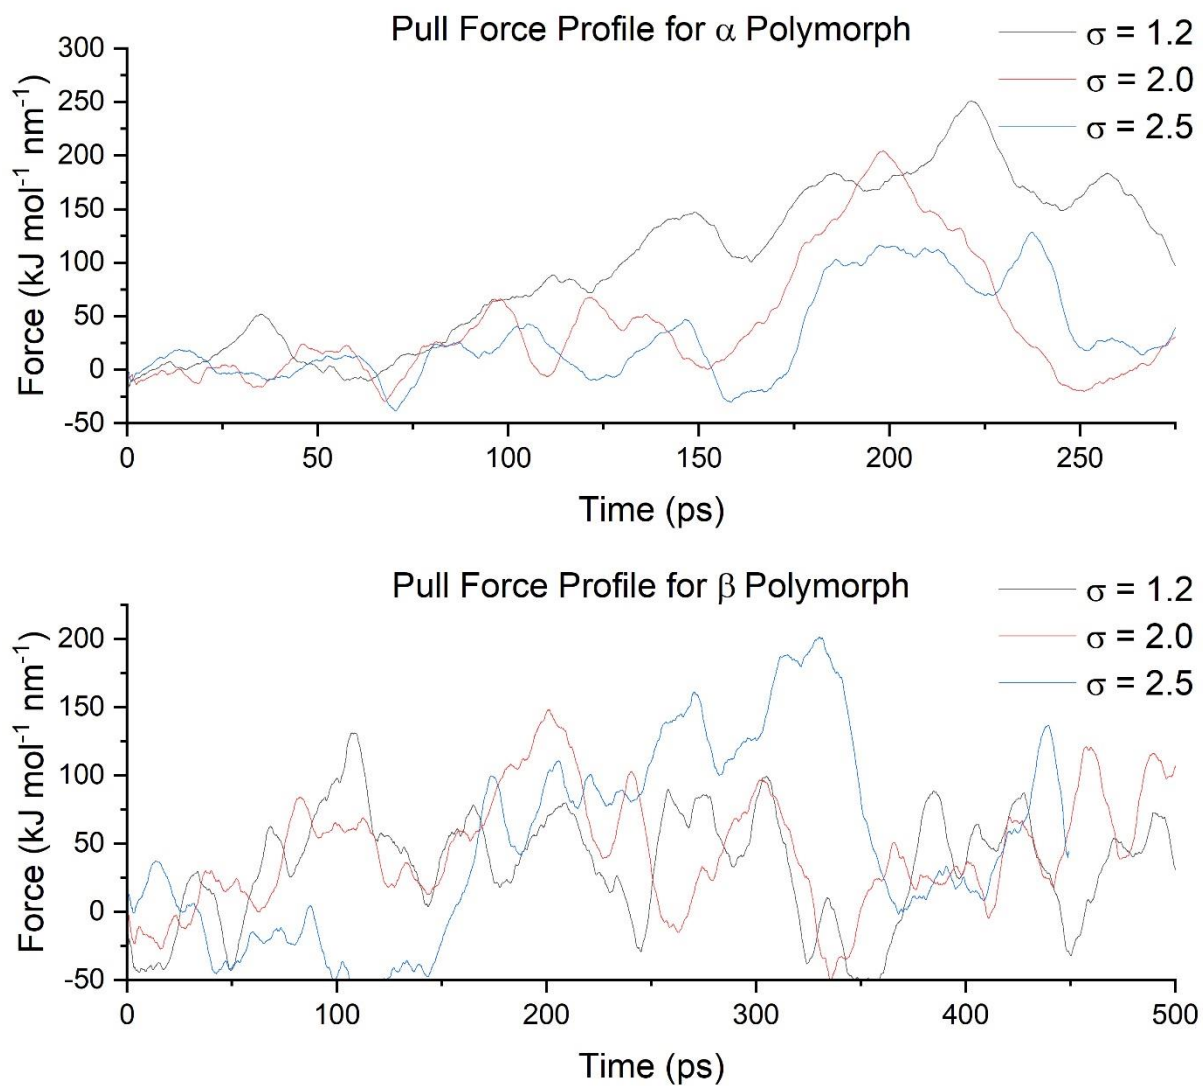 Pull Force Profile for α Polymorph
σ = 1.2
σ = 2.0
σ = 2.5
Force (kJ mol⁻¹ nm⁻¹)
300
250
200
150
100
50
0
-50
0 50 100 150 200 250
Time (ps)
Pull Force Profile for β Polymorph
σ = 1.2
σ = 2.0
σ = 2.5
Force (kJ mol⁻¹ nm⁻¹)
200
150
100
50
0
-50
0 100 200 300 400 500
Time (ps)